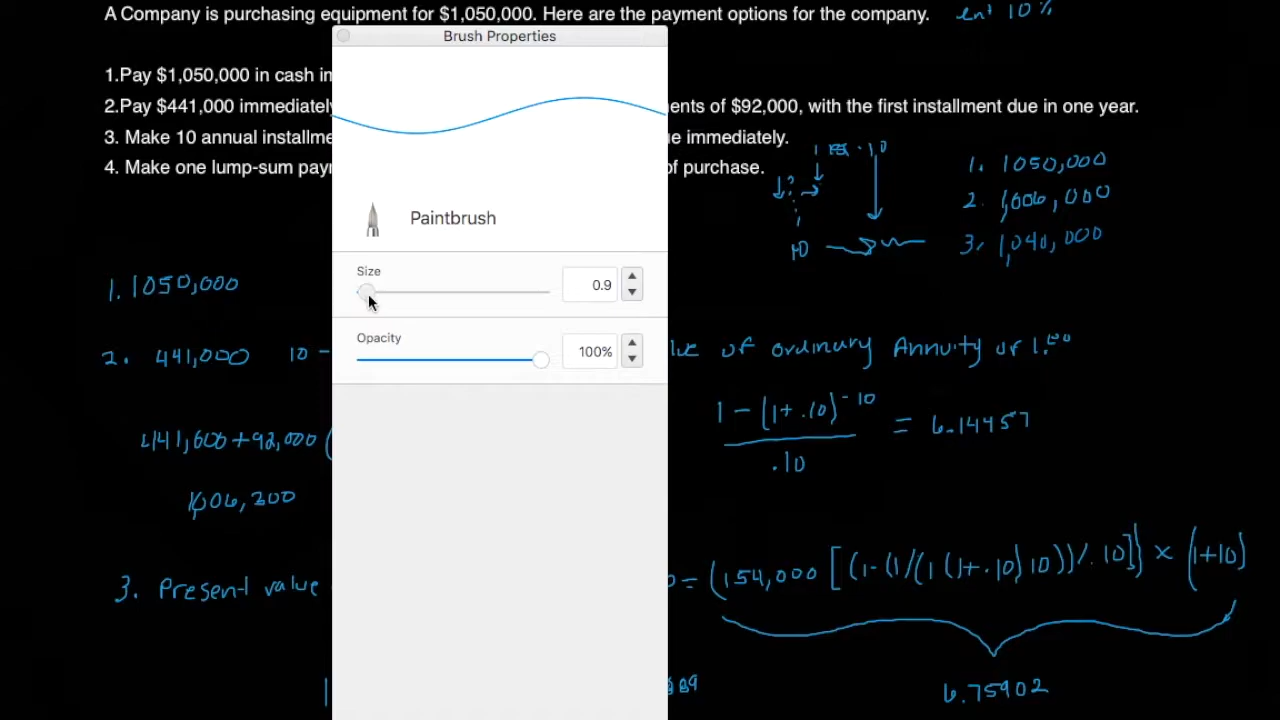 A Company is purchasing equipment for $1,050,000. Here are the payment options for the company. int 10%
Brush Properties
1.Pay $1,050,000 in cash im
2.Pay $441,000 immediately ents of $92,000, with the first installment due in one year.
3. Make 10 annual installme e immediately.
4. Make one lump-sum payn of purchase.
1. 1050,000
2. 1,006,000
3. 1,040,000
10
Paintbrush
Size
0.9
Opacity
100%
1. 1050,000
2. 441,000 10 - lue of ordinary Annuity of 1.00
1 - (1+.10)^-10
= 6.14457
.10
441,000+92,000 (
1,006,300
3. Present value 0= (154,000 [(1-(1/(1(1+.10)10))/.10]} × (1+10)
6.75902